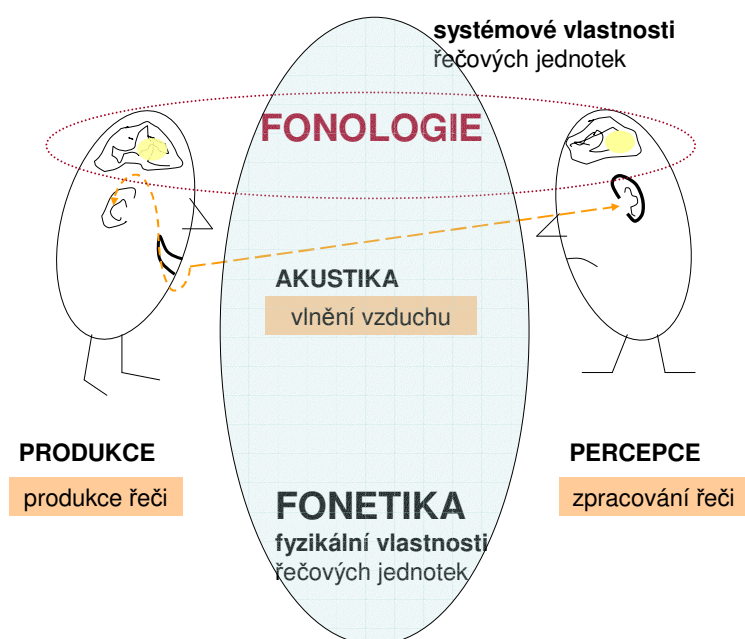 systémové vlastnosti
řečových jednotek
FONOLOGIE
AKUSTIKA
vlnění vzduchu
PRODUKCE
produkce řeči
PERCEPCE
zpracování řeči
FONETIKA
fyzikální vlastnosti
řečových jednotek